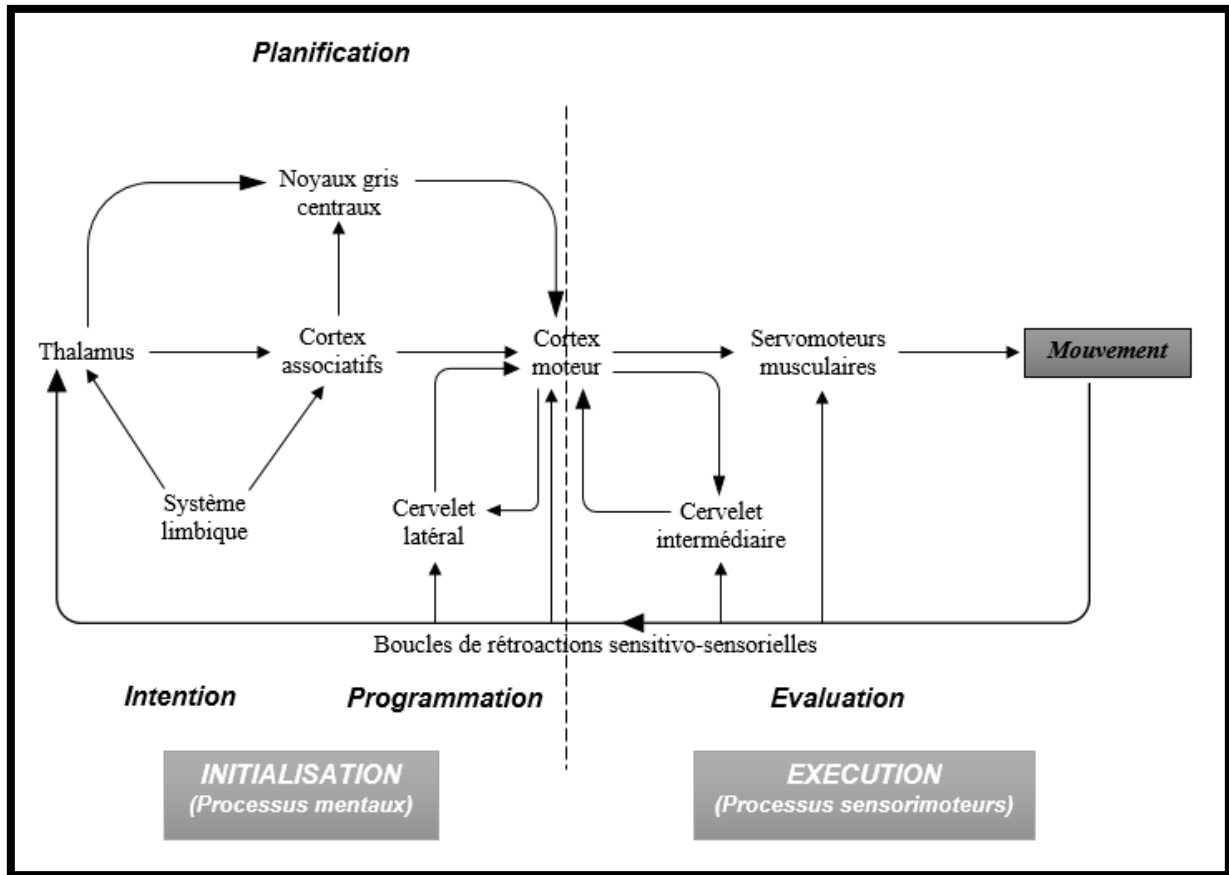 Planification
Noyaux gris
centraux
Thalamus
Cortex
associatifs
Cortex
moteur
Servomoteurs
musculaires
Mouvement
Système
limbique
Cervelet
latéral
Cervelet
intermédiaire
Boucles de rétroactions sensitivo-sensorielles
Intention
Programmation
Evaluation
INITIALISATION
(Processus mentaux)
EXECUTION
(Processus sensorimoteurs)